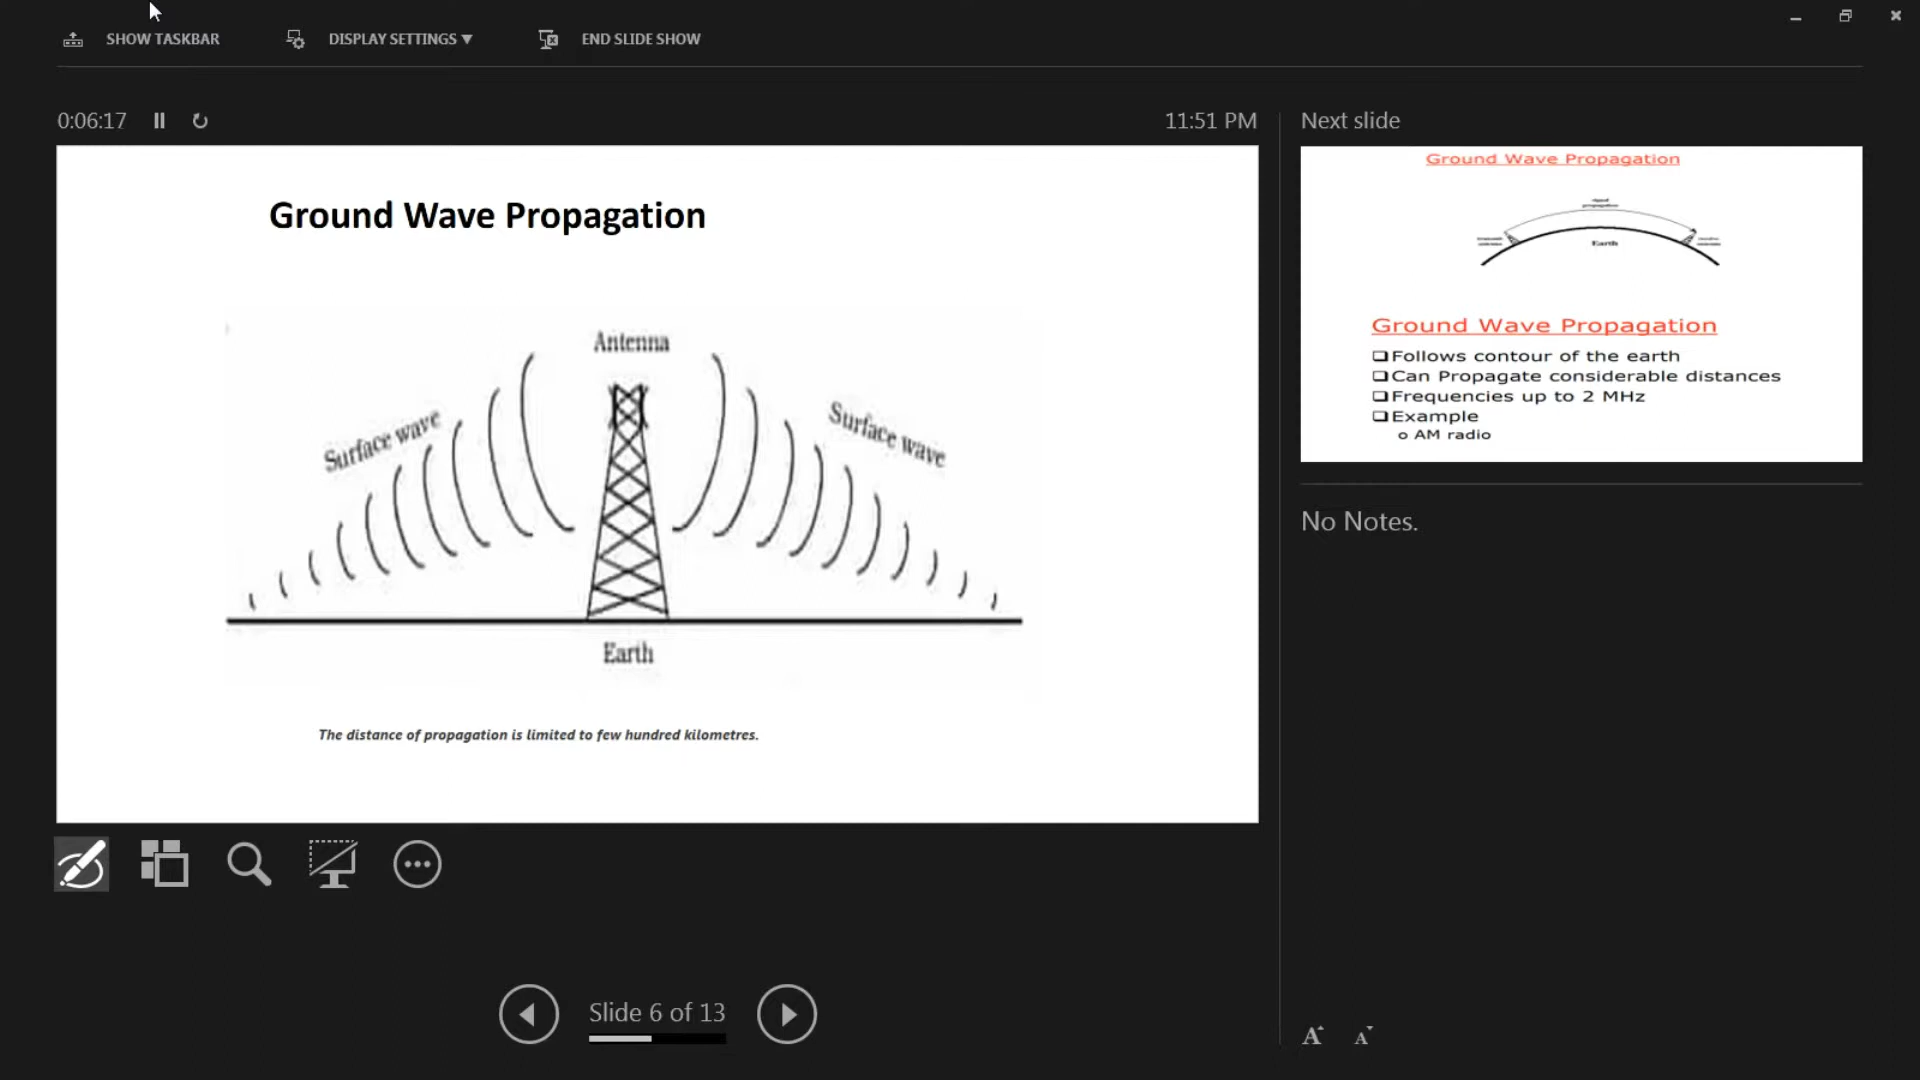 SHOW TASKBAR
DISPLAY SETTINGS
END SLIDE SHOW
0:06:17
11:51 PM
Next slide
Ground Wave Propagation
Antenna
Surface wave
Surface wave
Earth
The distance of propagation is limited to few hundred kilometres.
Ground Wave Propagation
signal
propagation
Earth
Ground Wave Propagation
Follows contour of the earth
Can Propagate considerable distances
Frequencies up to 2 MHz
Example
o AM radio
No Notes.
Slide 6 of 13
A A